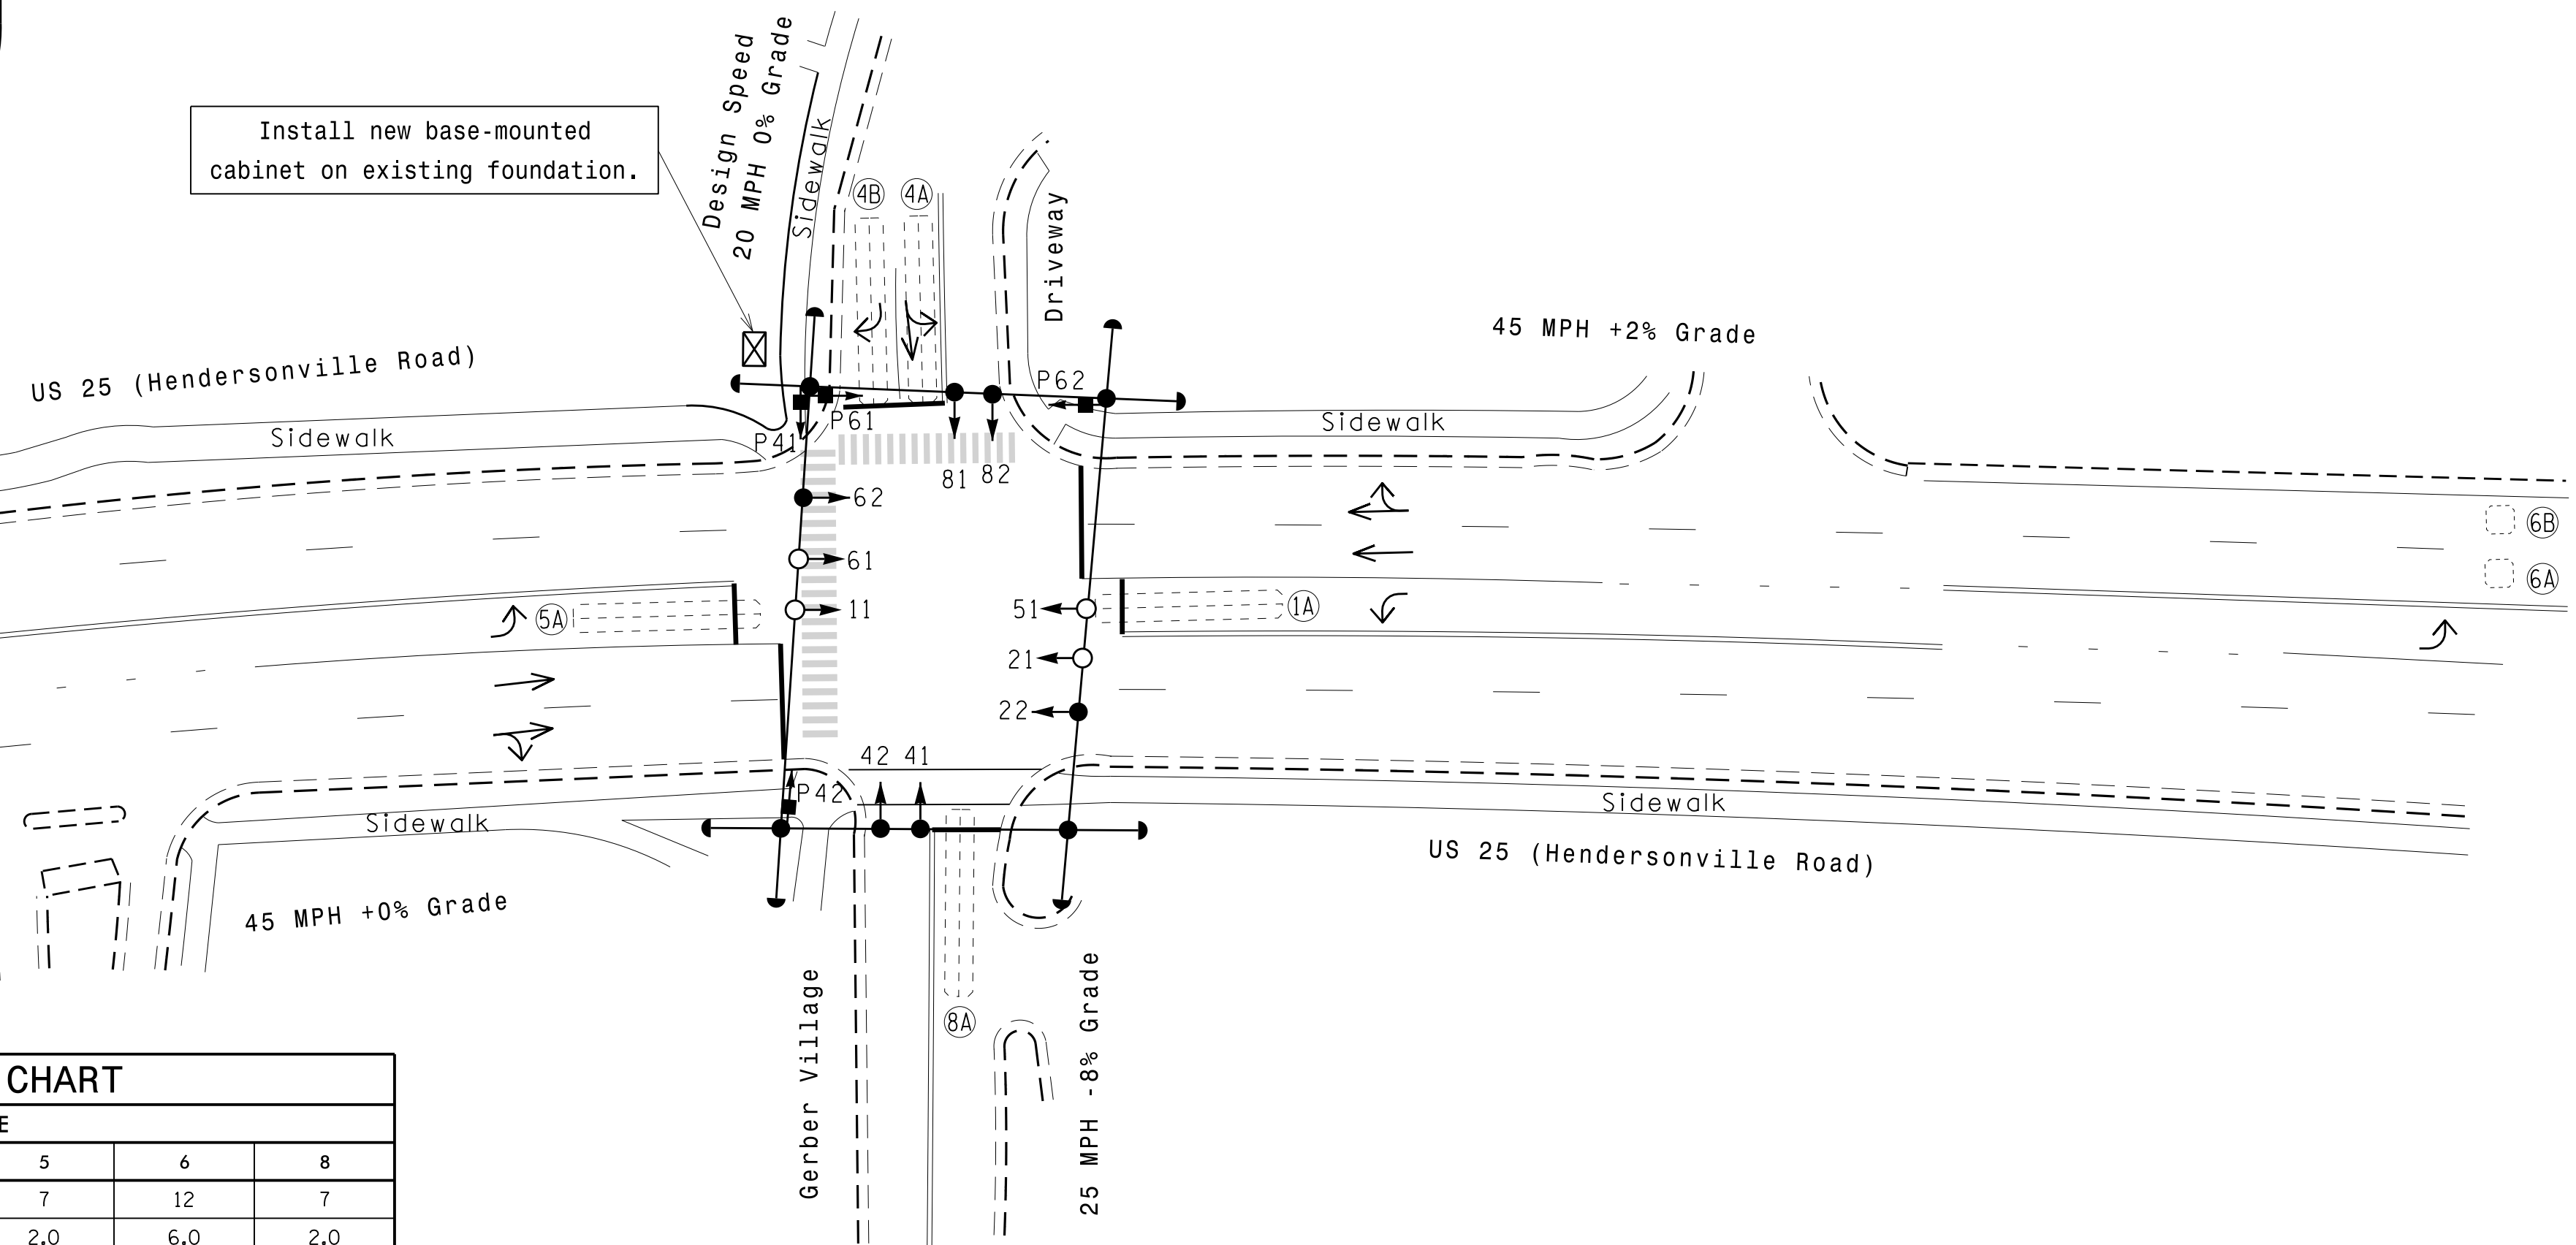 Design Speed
20 MPH 0% Grade
Install new base-mounted
cabinet on existing foundation.
Sidewalk
4B
4A
Driveway
45 MPH +2% Grade
US 25 (Hendersonville Road)
P62
P61
P41
Sidewalk
Sidewalk
81
82
62
61
11
6B
6A
5A
51
1A
21
22
42
41
P42
Sidewalk
Sidewalk
US 25 (Hendersonville Road)
45 MPH +0% Grade
Gerber Village
25 MPH -8% Grade
8A
CHART
E
5 6 8
7 12 7
2.0 6.0 2.0